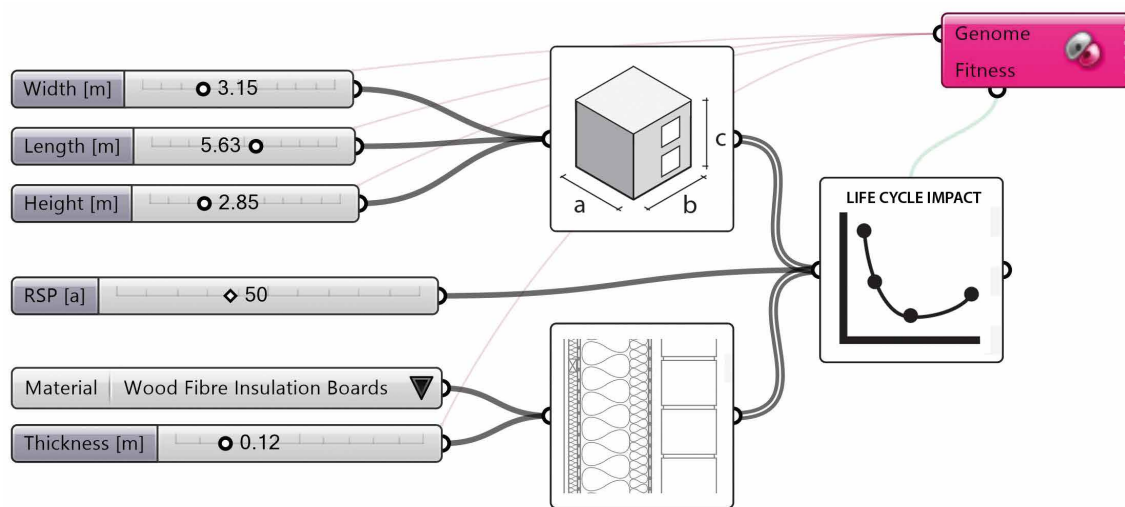 Genome
Fitness
Width [m] 3.15
Length [m] 5.63
Height [m] 2.85
c
a
b
LIFE CYCLE IMPACT
RSP [a] 50
Material Wood Fibre Insulation Boards
Thickness [m] 0.12